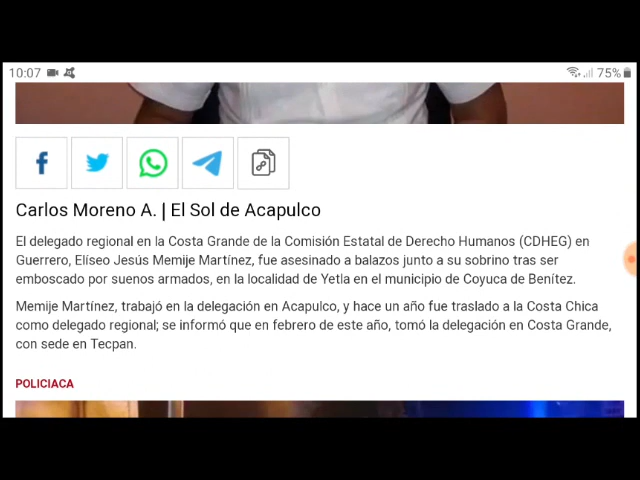 10:07
75%
Carlos Moreno A. | El Sol de Acapulco
El delegado regional en la Costa Grande de la Comisión Estatal de Derecho Humanos (CDHEG) en
Guerrero, Elíseo Jesús Memije Martínez, fue asesinado a balazos junto a su sobrino tras ser
emboscado por suenos armados, en la localidad de Yetla en el municipio de Coyuca de Benítez.
Memije Martínez, trabajó en la delegación en Acapulco, y hace un año fue traslado a la Costa Chica
como delegado regional; se informó que en febrero de este año, tomó la delegación en Costa Grande,
con sede en Tecpan.
POLICIACA